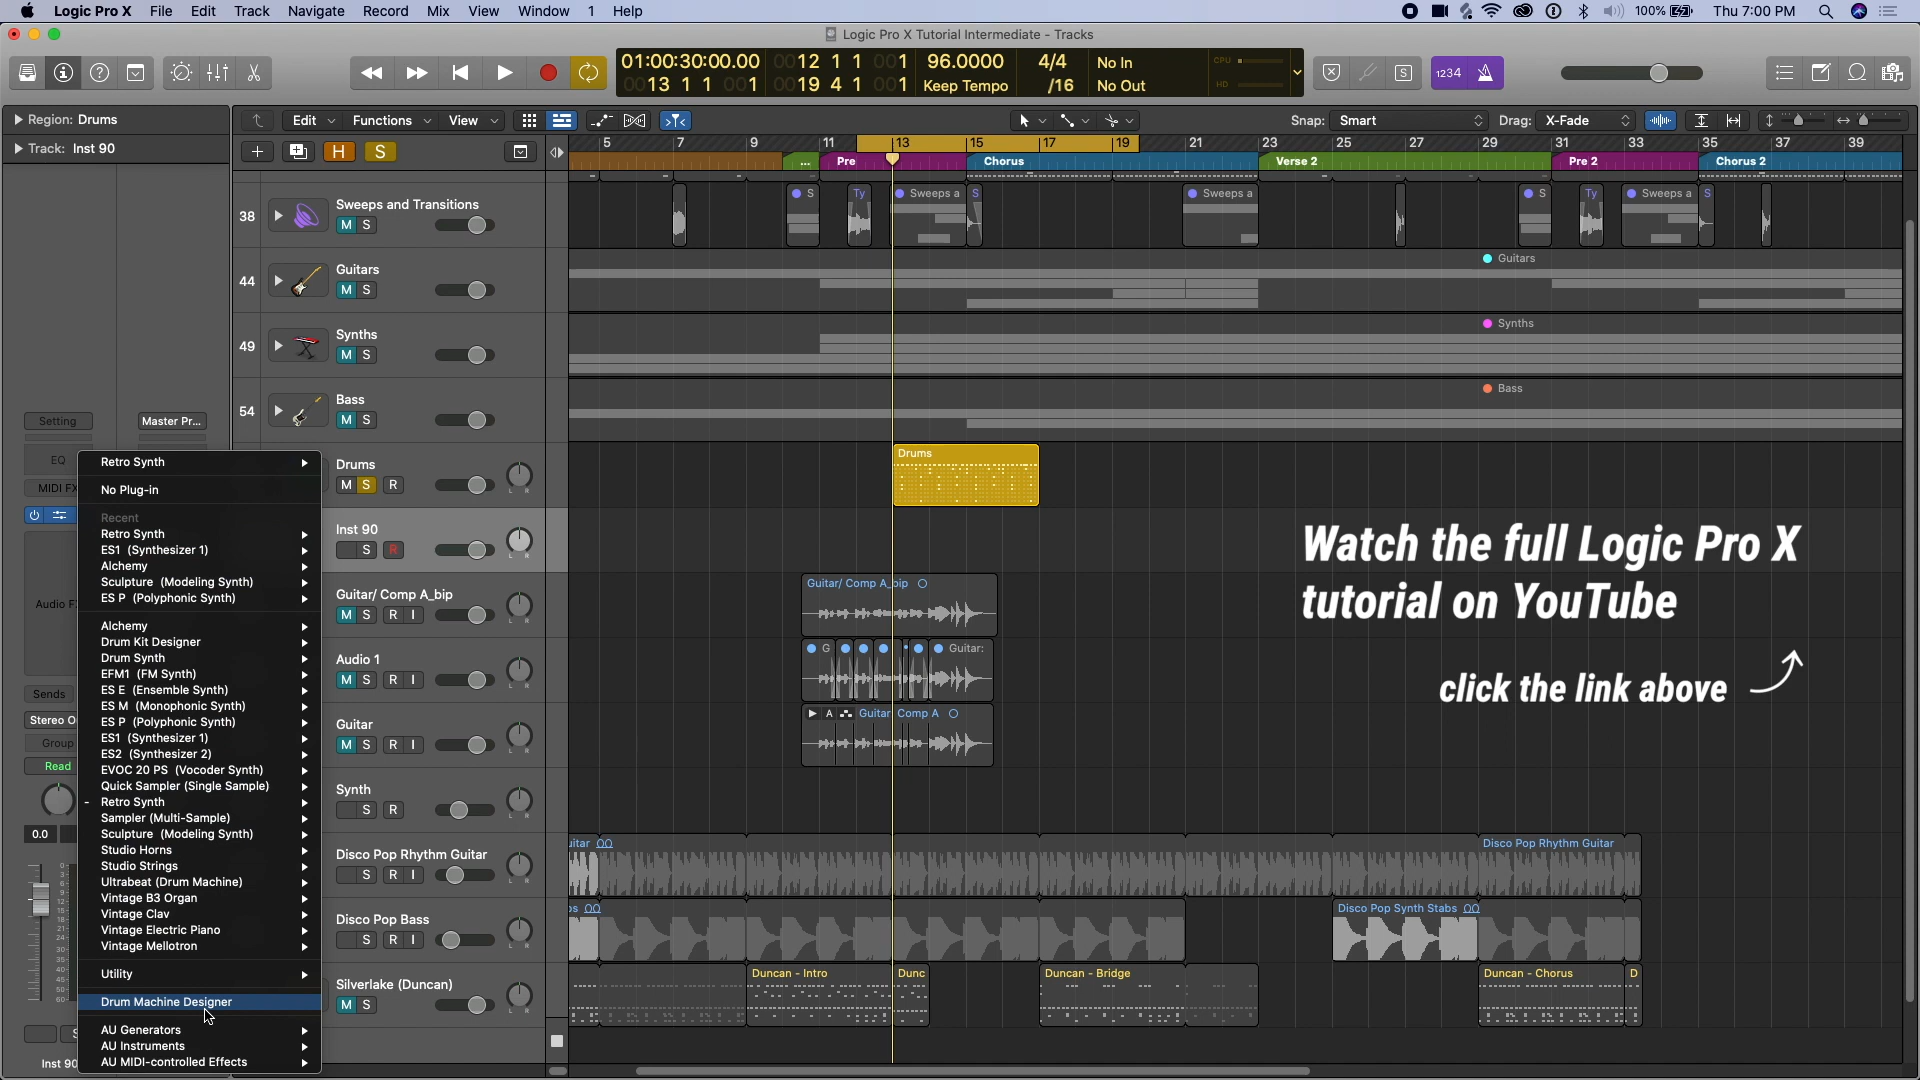 Logic Pro X File Edit Track Navigate Record Mix View Window 1 Help 100% Thu 7:00 PM
Logic Pro X Tutorial Intermediate - Tracks
01:00:30:00.00 0012 1 1 001 96.0000 4/4 No In CPU
0013 1 1 001 0019 4 1 001 Keep Tempo /16 No Out HD
S 1234
Region: Drums
Track: Inst 90
Edit Functions View Snap: Smart Drag: X-Fade
H S
5 7 9 11 13 15 17 19 21 23 25 27 29 31 33 35 37 39
... Pre Chorus Verse 2 Pre 2 Chorus 2
38 Sweeps and Transitions
M S
S Ty Sweeps a S Sweeps a S Ty Sweeps a S
44 Guitars
M S
Guitars
49 Synths
M S
Synths
54 Bass
M S
Bass
Setting Master Pr...
EQ
MIDI FX
Audio F
Sends
Stereo O
Group
Read
0.0
Inst 90
Retro Synth
No Plug-in
Recent
Retro Synth
ES1 (Synthesizer 1)
Alchemy
Sculpture (Modeling Synth)
ES P (Polyphonic Synth)
Alchemy
Drum Kit Designer
Drum Synth
EFM1 (FM Synth)
ES E (Ensemble Synth)
ES M (Monophonic Synth)
ES P (Polyphonic Synth)
ES1 (Synthesizer 1)
ES2 (Synthesizer 2)
EVOC 20 PS (Vocoder Synth)
Quick Sampler (Single Sample)
- Retro Synth
Sampler (Multi-Sample)
Sculpture (Modeling Synth)
Studio Horns
Studio Strings
Ultrabeat (Drum Machine)
Vintage B3 Organ
Vintage Clav
Vintage Electric Piano
Vintage Mellotron
Utility
Drum Machine Designer
AU Generators
AU Instruments
AU MIDI-controlled Effects
Drums
M S R
Drums
Inst 90
S R
Guitar/ Comp A_bip
M S R I
Guitar/ Comp A_bip
Audio 1
M S R I
G Guitar:
Guitar
M S R I
A Guitar Comp A
Synth
S R
Disco Pop Rhythm Guitar
S R I
uitar Disco Pop Rhythm Guitar
Disco Pop Bass
S R I
os Disco Pop Synth Stabs
Silverlake (Duncan)
M S
Duncan - Intro Dunc Duncan - Bridge Duncan - Chorus D
Watch the full Logic Pro X
tutorial on YouTube
click the link above